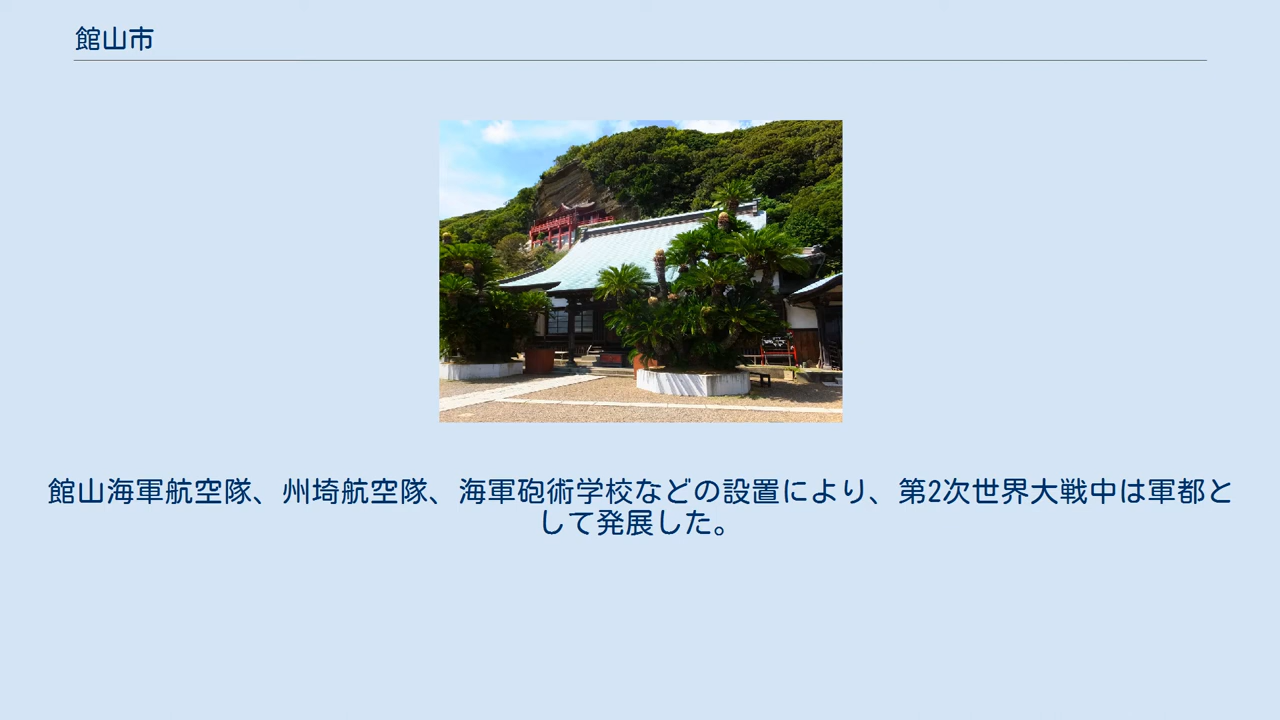 館山市
館山海軍航空隊、州埼航空隊、海軍砲術学校などの設置により、第2次世界大戦中は軍都と
して発展した。